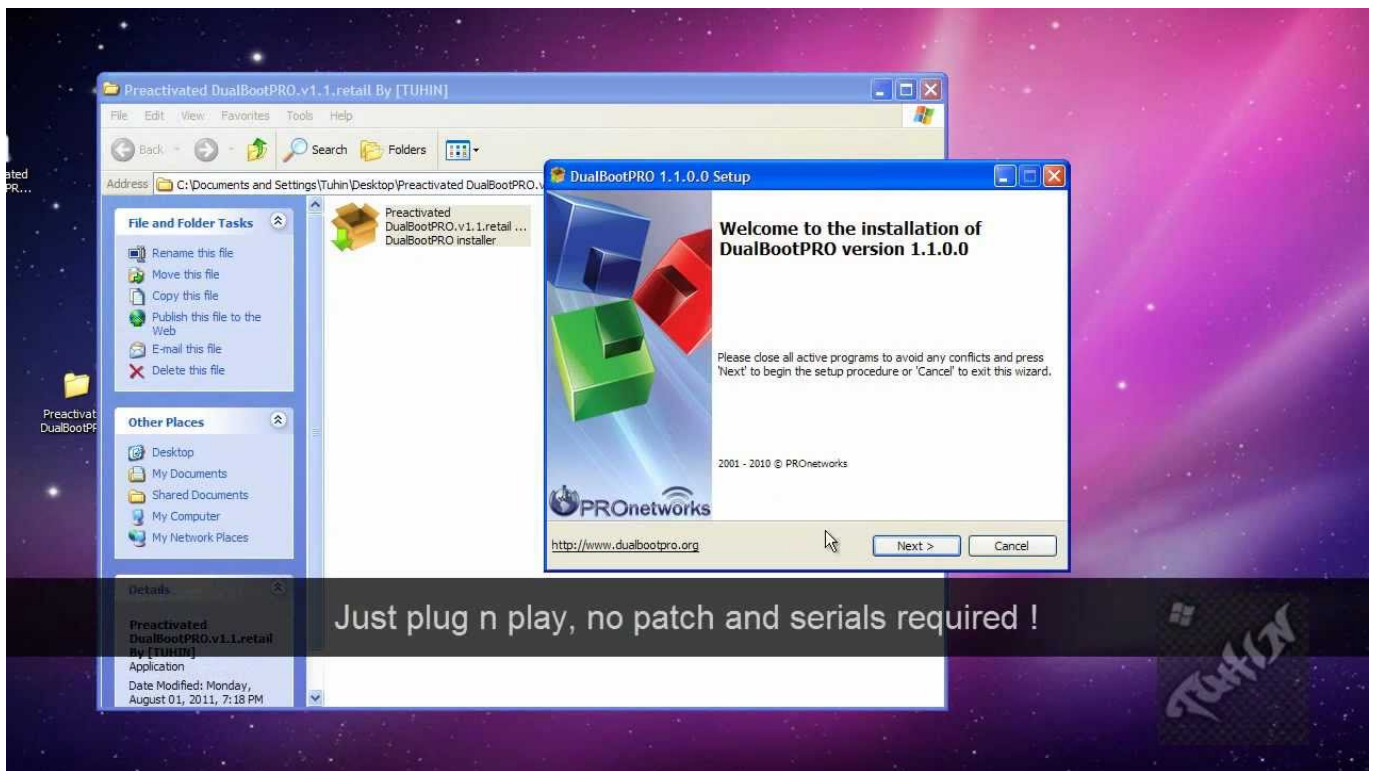 Preactivated DualBootPRO.v1.1.retail By [TUHIN]
File Edit View Favorites Tools Help
Back
Search
Folders
Address
C:\Documents and Settings\Tuhin\Desktop\Preactivated DualBootPRO.v
ated
PR...
File and Folder Tasks
Rename this file
Move this file
Copy this file
Publish this file to the
Web
E-mail this file
Delete this file
Other Places
Desktop
My Documents
Shared Documents
My Computer
My Network Places
Details
Preactivated
DualBootPRO.v1.1.retail
By [TUHIN]
Application
Date Modified: Monday,
August 01, 2011, 7:18 PM
Preactivated
DualBootPRO.v1.1.retail ...
DualBootPRO installer
Preactivat
DualBootPR
DualBootPRO 1.1.0.0 Setup
Welcome to the installation of
DualBootPRO version 1.1.0.0
Please close all active programs to avoid any conflicts and press
'Next' to begin the setup procedure or 'Cancel' to exit this wizard.
2001 - 2010 © PROnetworks
PROnetworks
http://www.dualbootpro.org
Next >
Cancel
Just plug n play, no patch and serials required !
TUHIN